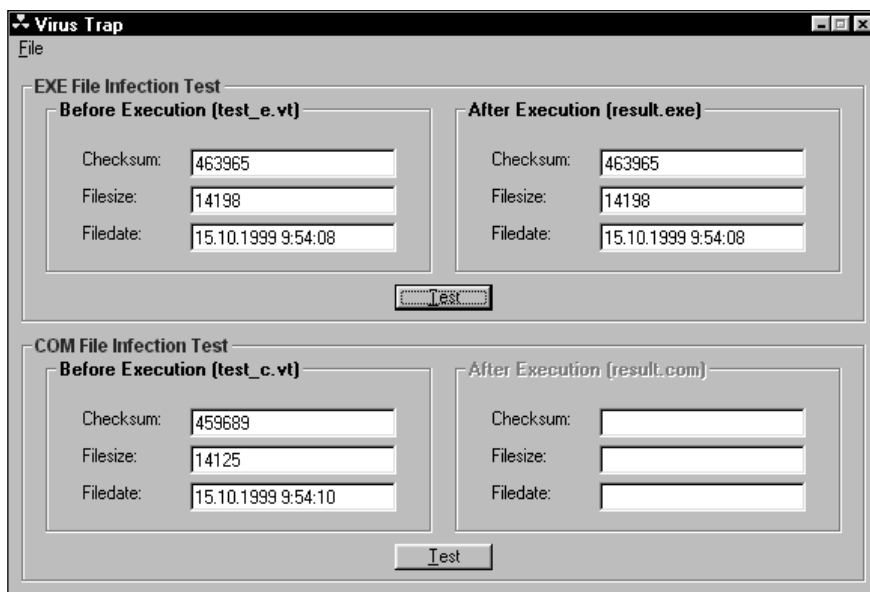 Virus Trap
File
EXE File Infection Test
Before Execution (test_e.vt)
Checksum: 463965
Filesize: 14198
Filedate: 15.10.1999 9:54:08
After Execution (result.exe)
Checksum: 463965
Filesize: 14198
Filedate: 15.10.1999 9:54:08
Test
COM File Infection Test
Before Execution (test_c.vt)
Checksum: 459689
Filesize: 14125
Filedate: 15.10.1999 9:54:10
After Execution (result.com)
Checksum:
Filesize:
Filedate:
Test